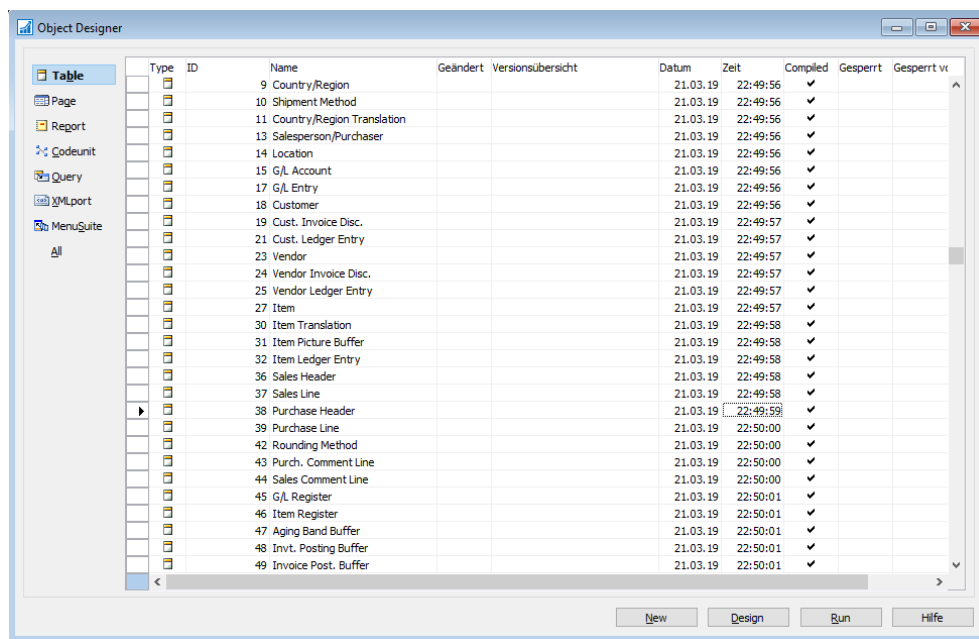 Object Designer
Table
Page
Report
Codeunit
Query
XMLport
MenuSuite
All
Type ID Name Geändert Versionsübersicht Datum Zeit Compiled Gesperrt Gesperrt vo
9 Country/Region 21.03.19 22:49:56
10 Shipment Method 21.03.19 22:49:56
11 Country/Region Translation 21.03.19 22:49:56
13 Salesperson/Purchaser 21.03.19 22:49:56
14 Location 21.03.19 22:49:56
15 G/L Account 21.03.19 22:49:56
17 G/L Entry 21.03.19 22:49:56
18 Customer 21.03.19 22:49:56
19 Cust. Invoice Disc. 21.03.19 22:49:57
21 Cust. Ledger Entry 21.03.19 22:49:57
23 Vendor 21.03.19 22:49:57
24 Vendor Invoice Disc. 21.03.19 22:49:57
25 Vendor Ledger Entry 21.03.19 22:49:57
27 Item 21.03.19 22:49:57
30 Item Translation 21.03.19 22:49:58
31 Item Picture Buffer 21.03.19 22:49:58
32 Item Ledger Entry 21.03.19 22:49:58
36 Sales Header 21.03.19 22:49:58
37 Sales Line 21.03.19 22:49:58
38 Purchase Header 21.03.19 22:49:59
39 Purchase Line 21.03.19 22:50:00
42 Rounding Method 21.03.19 22:50:00
43 Purch. Comment Line 21.03.19 22:50:00
44 Sales Comment Line 21.03.19 22:50:00
45 G/L Register 21.03.19 22:50:01
46 Item Register 21.03.19 22:50:01
47 Aging Band Buffer 21.03.19 22:50:01
48 Invt. Posting Buffer 21.03.19 22:50:01
49 Invoice Post. Buffer 21.03.19 22:50:01
New Design Run Hilfe